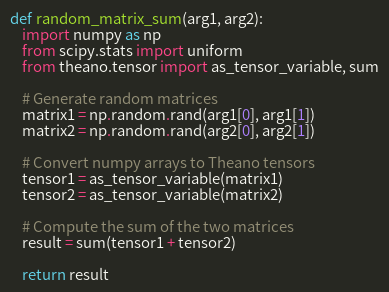 def random_matrix_sum(arg1, arg2):
import numpy as np
from scipy.stats import uniform
from theano.tensor import as_tensor_variable, sum
# Generate random matrices
matrix1 = np.random.rand(arg1[0], arg1[1])
matrix2 = np.random.rand(arg2[0], arg2[1])
# Convert numpy arrays to Theano tensors
tensor1 = as_tensor_variable(matrix1)
tensor2 = as_tensor_variable(matrix2)
# Compute the sum of the two matrices
result = sum(tensor1 + tensor2)
return result